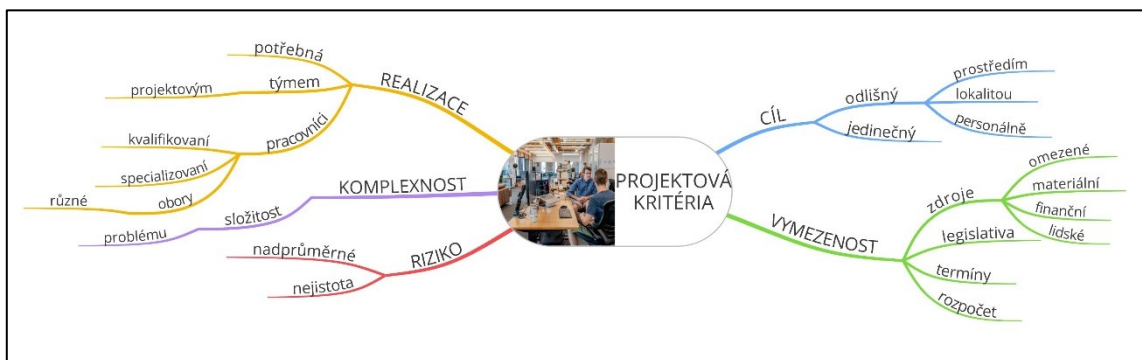 PROJEKTOVÁ
KRITÉRIA
CÍL
odlišný
prostředím
lokalitou
personálně
jedinečný
VYMEZENOST
zdroje
omezené
materiální
finanční
lidské
legislativa
termíny
rozpočet
REALIZACE
potřebná
týmem
projektovým
pracovníci
kvalifikovaní
specializovaní
obory
různé
KOMPLEXNOST
složitost
problému
RIZIKO
nadprůměrné
nejistota